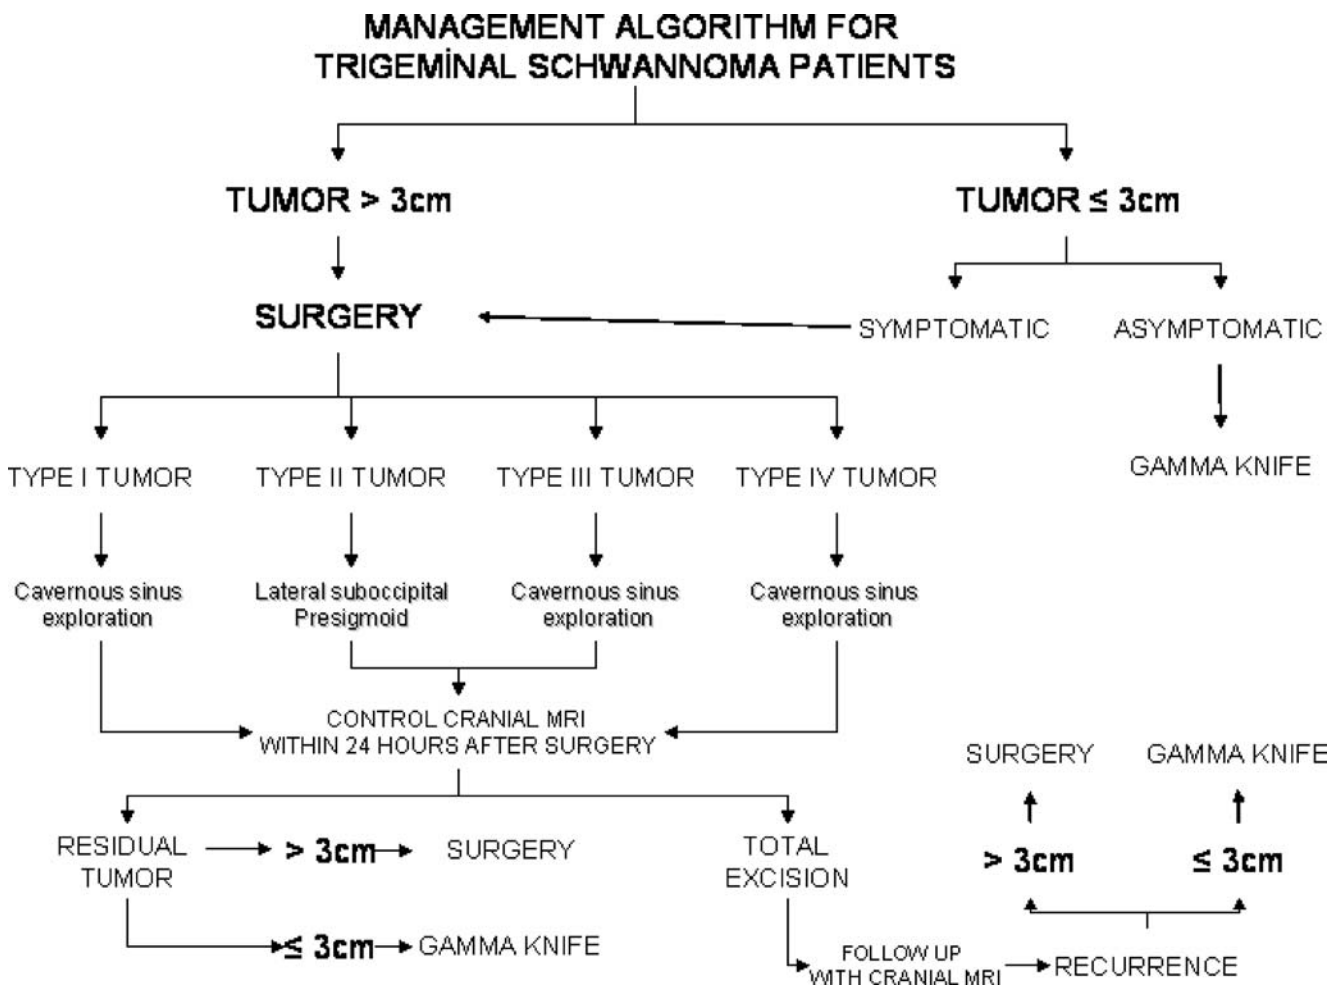 MANAGEMENT ALGORITHM FOR
TRIGEMİNAL SCHWANNOMA PATIENTS
TUMOR > 3cm
TUMOR ≤ 3cm
SURGERY
SYMPTOMATIC
ASYMPTOMATIC
GAMMA KNIFE
TYPE I TUMOR
TYPE II TUMOR
TYPE III TUMOR
TYPE IV TUMOR
Cavernous sinus
exploration
Lateral suboccipital
Presigmoid
Cavernous sinus
exploration
Cavernous sinus
exploration
CONTROL CRANIAL MRI
WITHIN 24 HOURS AFTER SURGERY
RESIDUAL
TUMOR
> 3cm
SURGERY
≤ 3cm
GAMMA KNIFE
TOTAL
EXCISION
FOLLOW UP
WITH CRANIAL MRI
RECURRENCE
> 3cm
≤ 3cm
SURGERY
GAMMA KNIFE